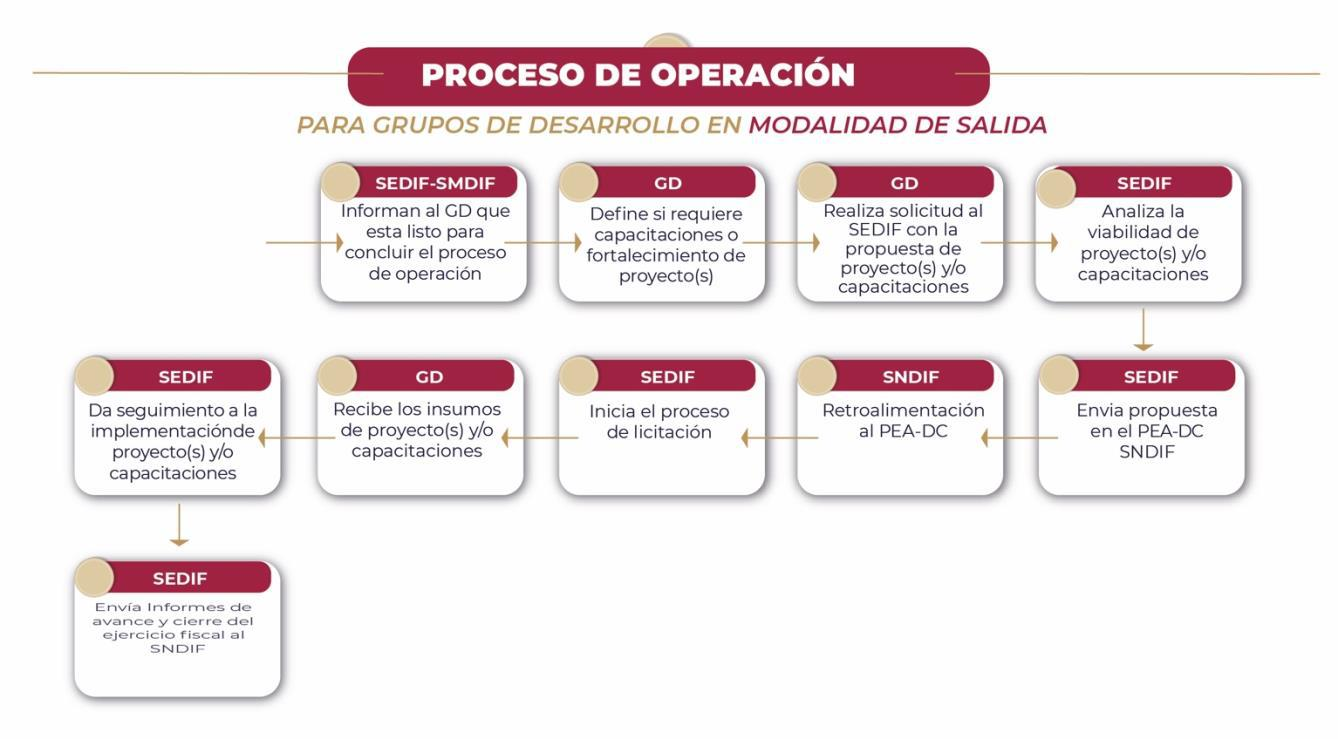 PROCESO DE OPERACIÓN
PARA GRUPOS DE DESARROLLO EN MODALIDAD DE SALIDA
SEDIF-SMDIF
Informan al GD que
esta listo para
concluir el proceso
de operación
GD
Define si requiere
capacitaciones o
fortalecimiento de
proyecto(s)
GD
Realiza solicitud al
SEDIF con la
propuesta de
proyecto(s) y/o
capacitaciones
SEDIF
Analiza la
viabilidad de
proyecto(s) y/o
capacitaciones
SEDIF
Envia propuesta
en el PEA-DC
SNDIF
SNDIF
Retroalimentación
al PEA-DC
SEDIF
Inicia el proceso
de licitación
GD
Recibe los insumos
de proyecto(s) y/o
capacitaciones
SEDIF
Da seguimiento a la
implementaciónde
proyecto(s) y/o
capacitaciones
SEDIF
Envía Informes de
avance y cierre del
ejercicio fiscal al
SNDIF